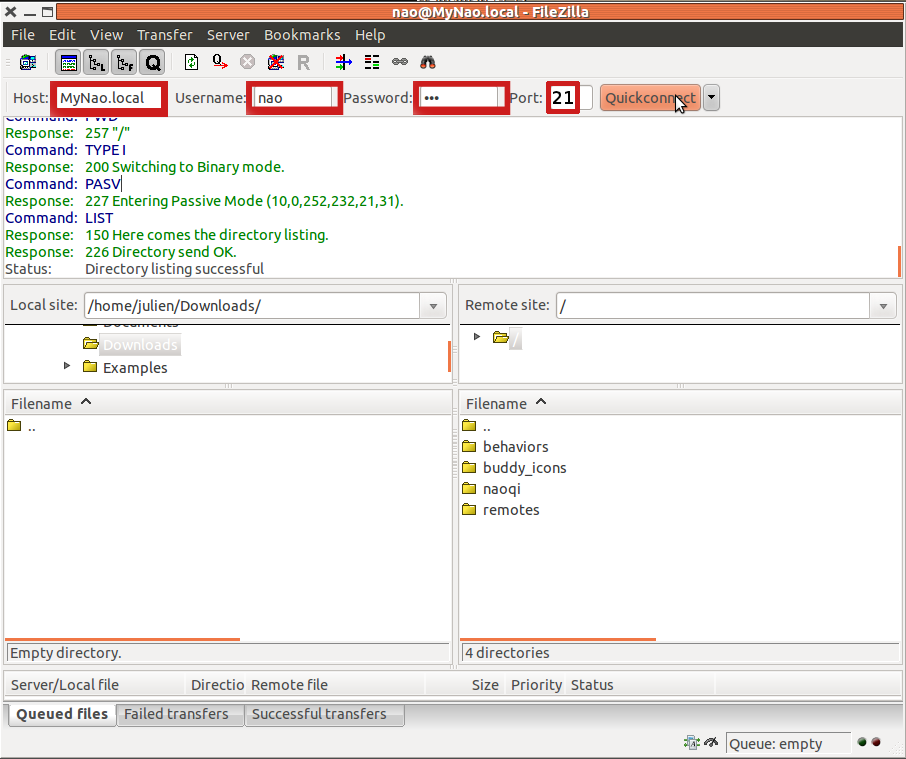 nao@MyNao.local - FileZilla
File Edit View Transfer Server Bookmarks Help
Host: MyNao.local Username: nao Password: ••• Port: 21 Quickconnect
Command: PWD
Response: 257 "/"
Command: TYPE I
Response: 200 Switching to Binary mode.
Command: PASV
Response: 227 Entering Passive Mode (10,0,252,232,21,31).
Command: LIST
Response: 150 Here comes the directory listing.
Response: 226 Directory send OK.
Status: Directory listing successful
Local site: /home/julien/Downloads/
Remote site: /
Documents
Downloads
Examples
/
Filename
..
Empty directory.
Filename
..
behaviors
buddy_icons
naoqi
remotes
4 directories
Server/Local file Directio Remote file Size Priority Status
Queued files Failed transfers Successful transfers
Queue: empty